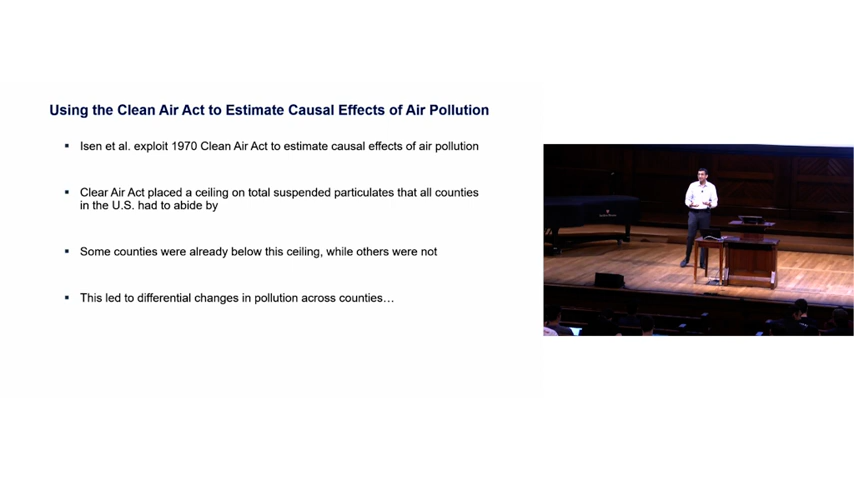 Using the Clean Air Act to Estimate Causal Effects of Air Pollution
▪ Isen et al. exploit 1970 Clean Air Act to estimate causal effects of air pollution
▪ Clear Air Act placed a ceiling on total suspended particulates that all counties
in the U.S. had to abide by
▪ Some counties were already below this ceiling, while others were not
▪ This led to differential changes in pollution across counties…